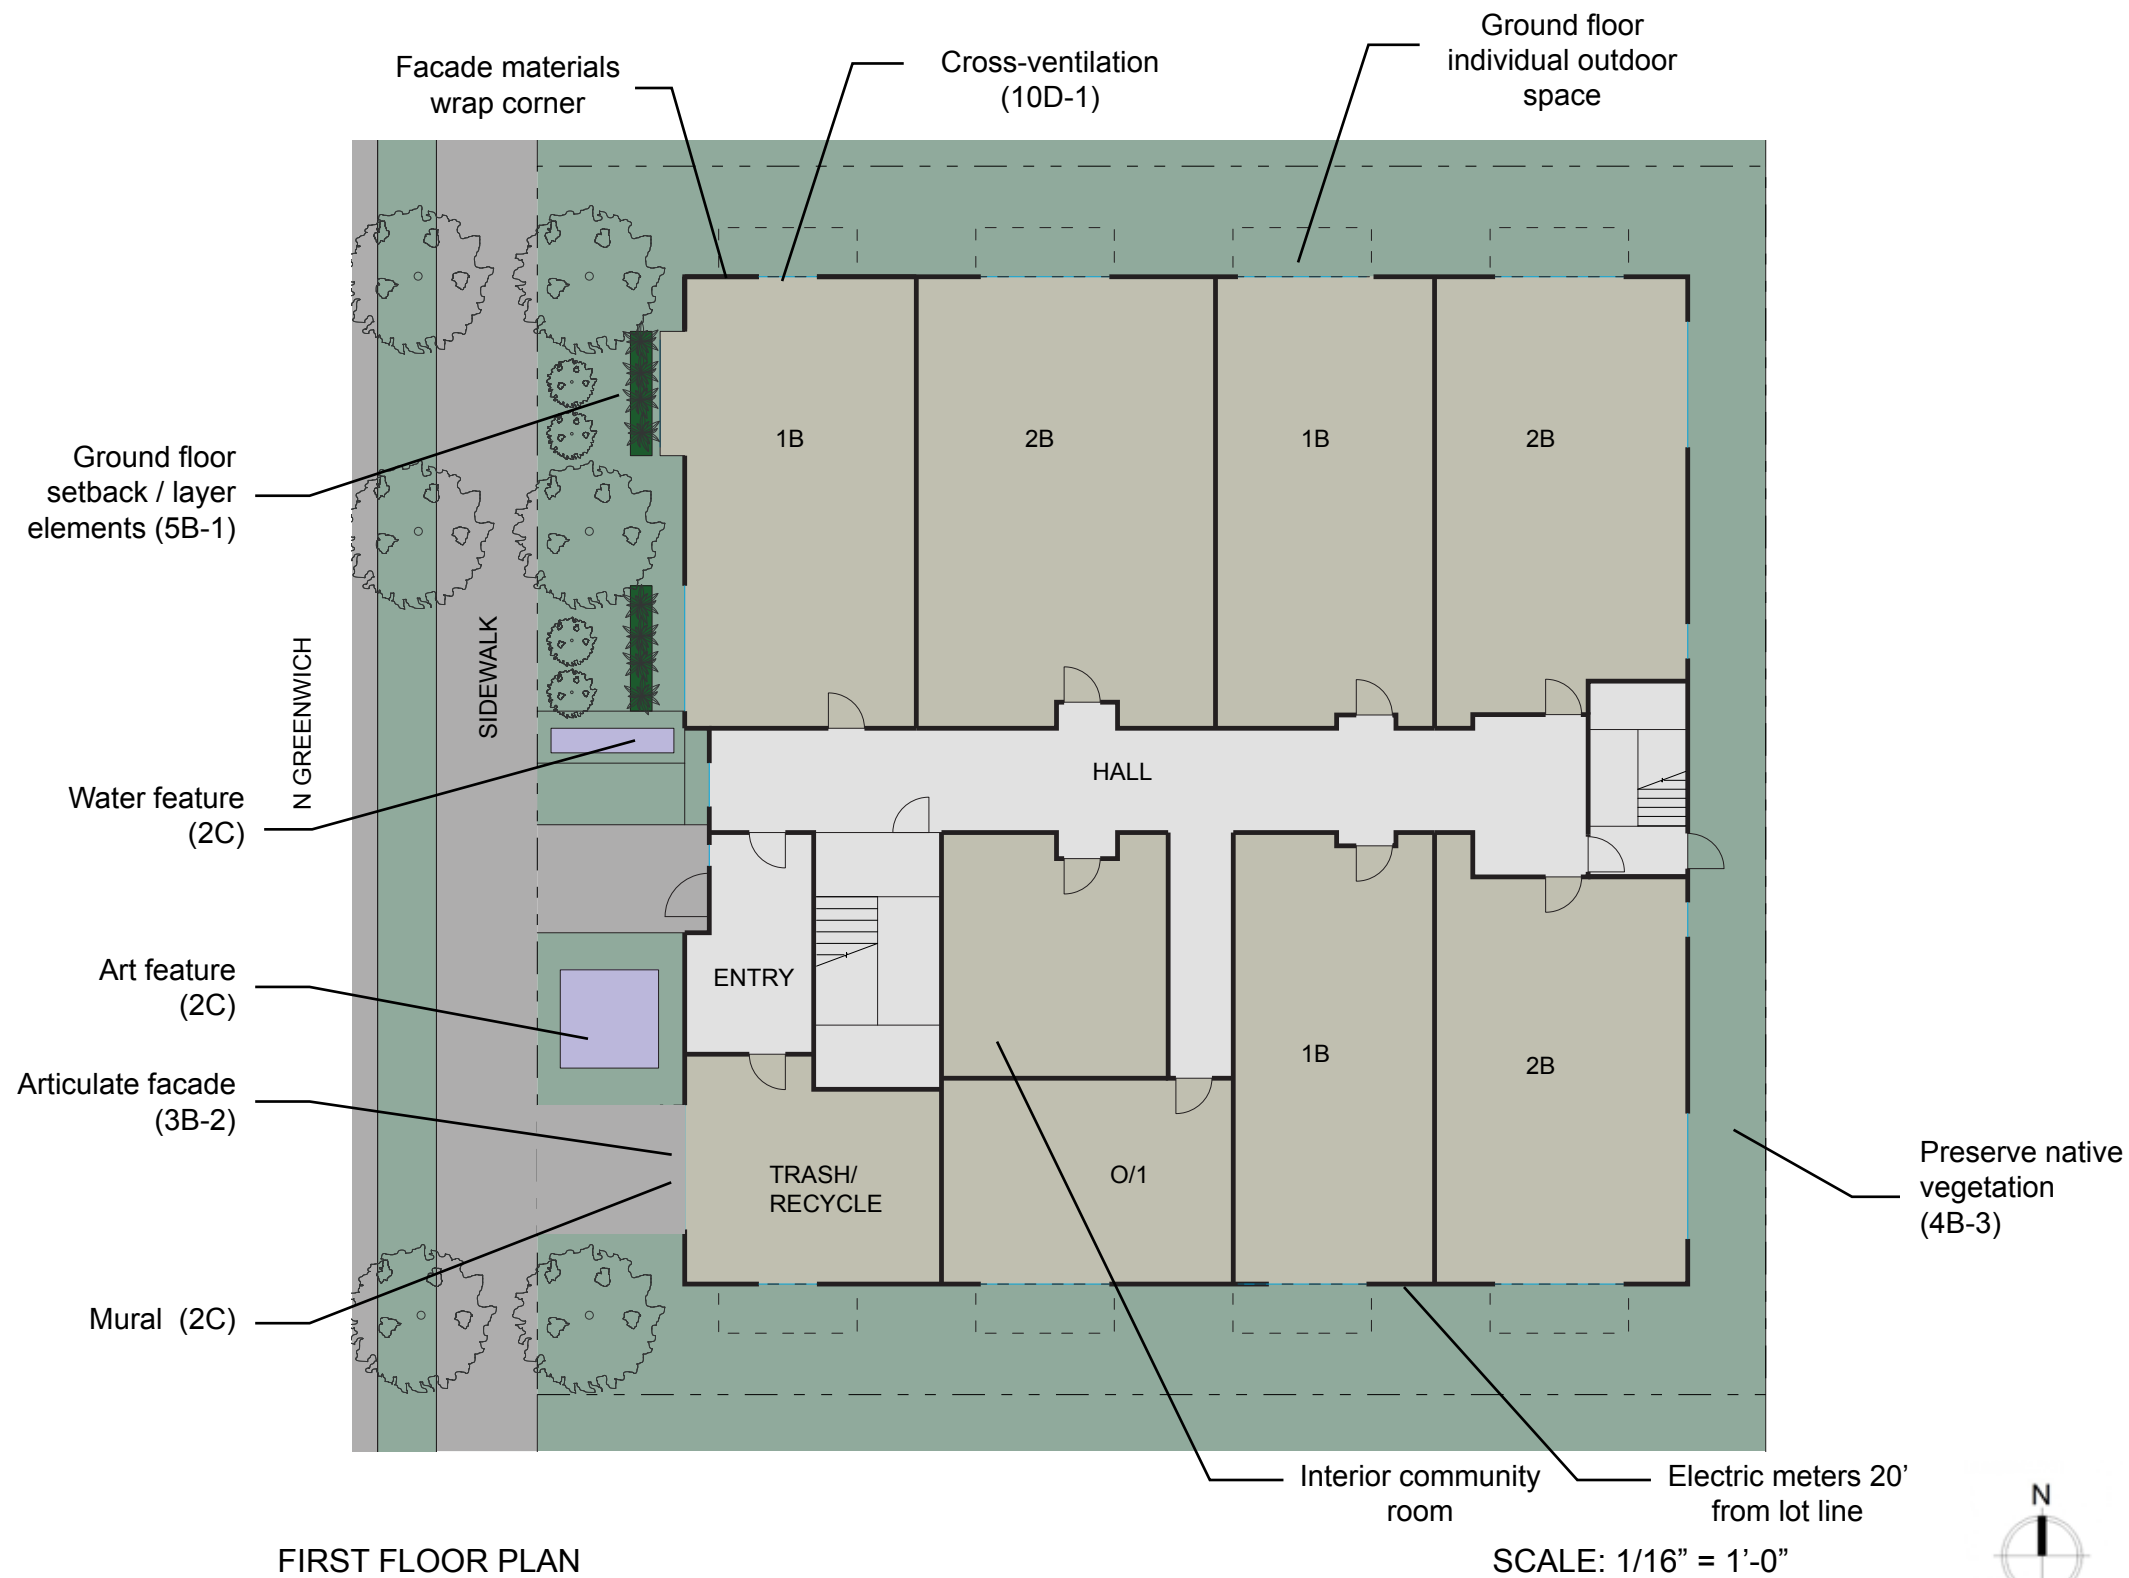 Ground floor
individual outdoor
space
Facade materials
wrap corner
Cross-ventilation
(10D-1)
1B
2B
1B
2B
Ground floor
setback / layer
elements (5B-1)
SIDEWALK
N GREENWICH
HALL
Water feature
(2C)
Art feature
(2C)
ENTRY
Articulate facade
(3B-2)
1B
2B
TRASH/
RECYCLE
O/1
Preserve native
vegetation
(4B-3)
Mural (2C)
Interior community
room
Electric meters 20’
from lot line
N
FIRST FLOOR PLAN
SCALE: 1/16” = 1’-0”